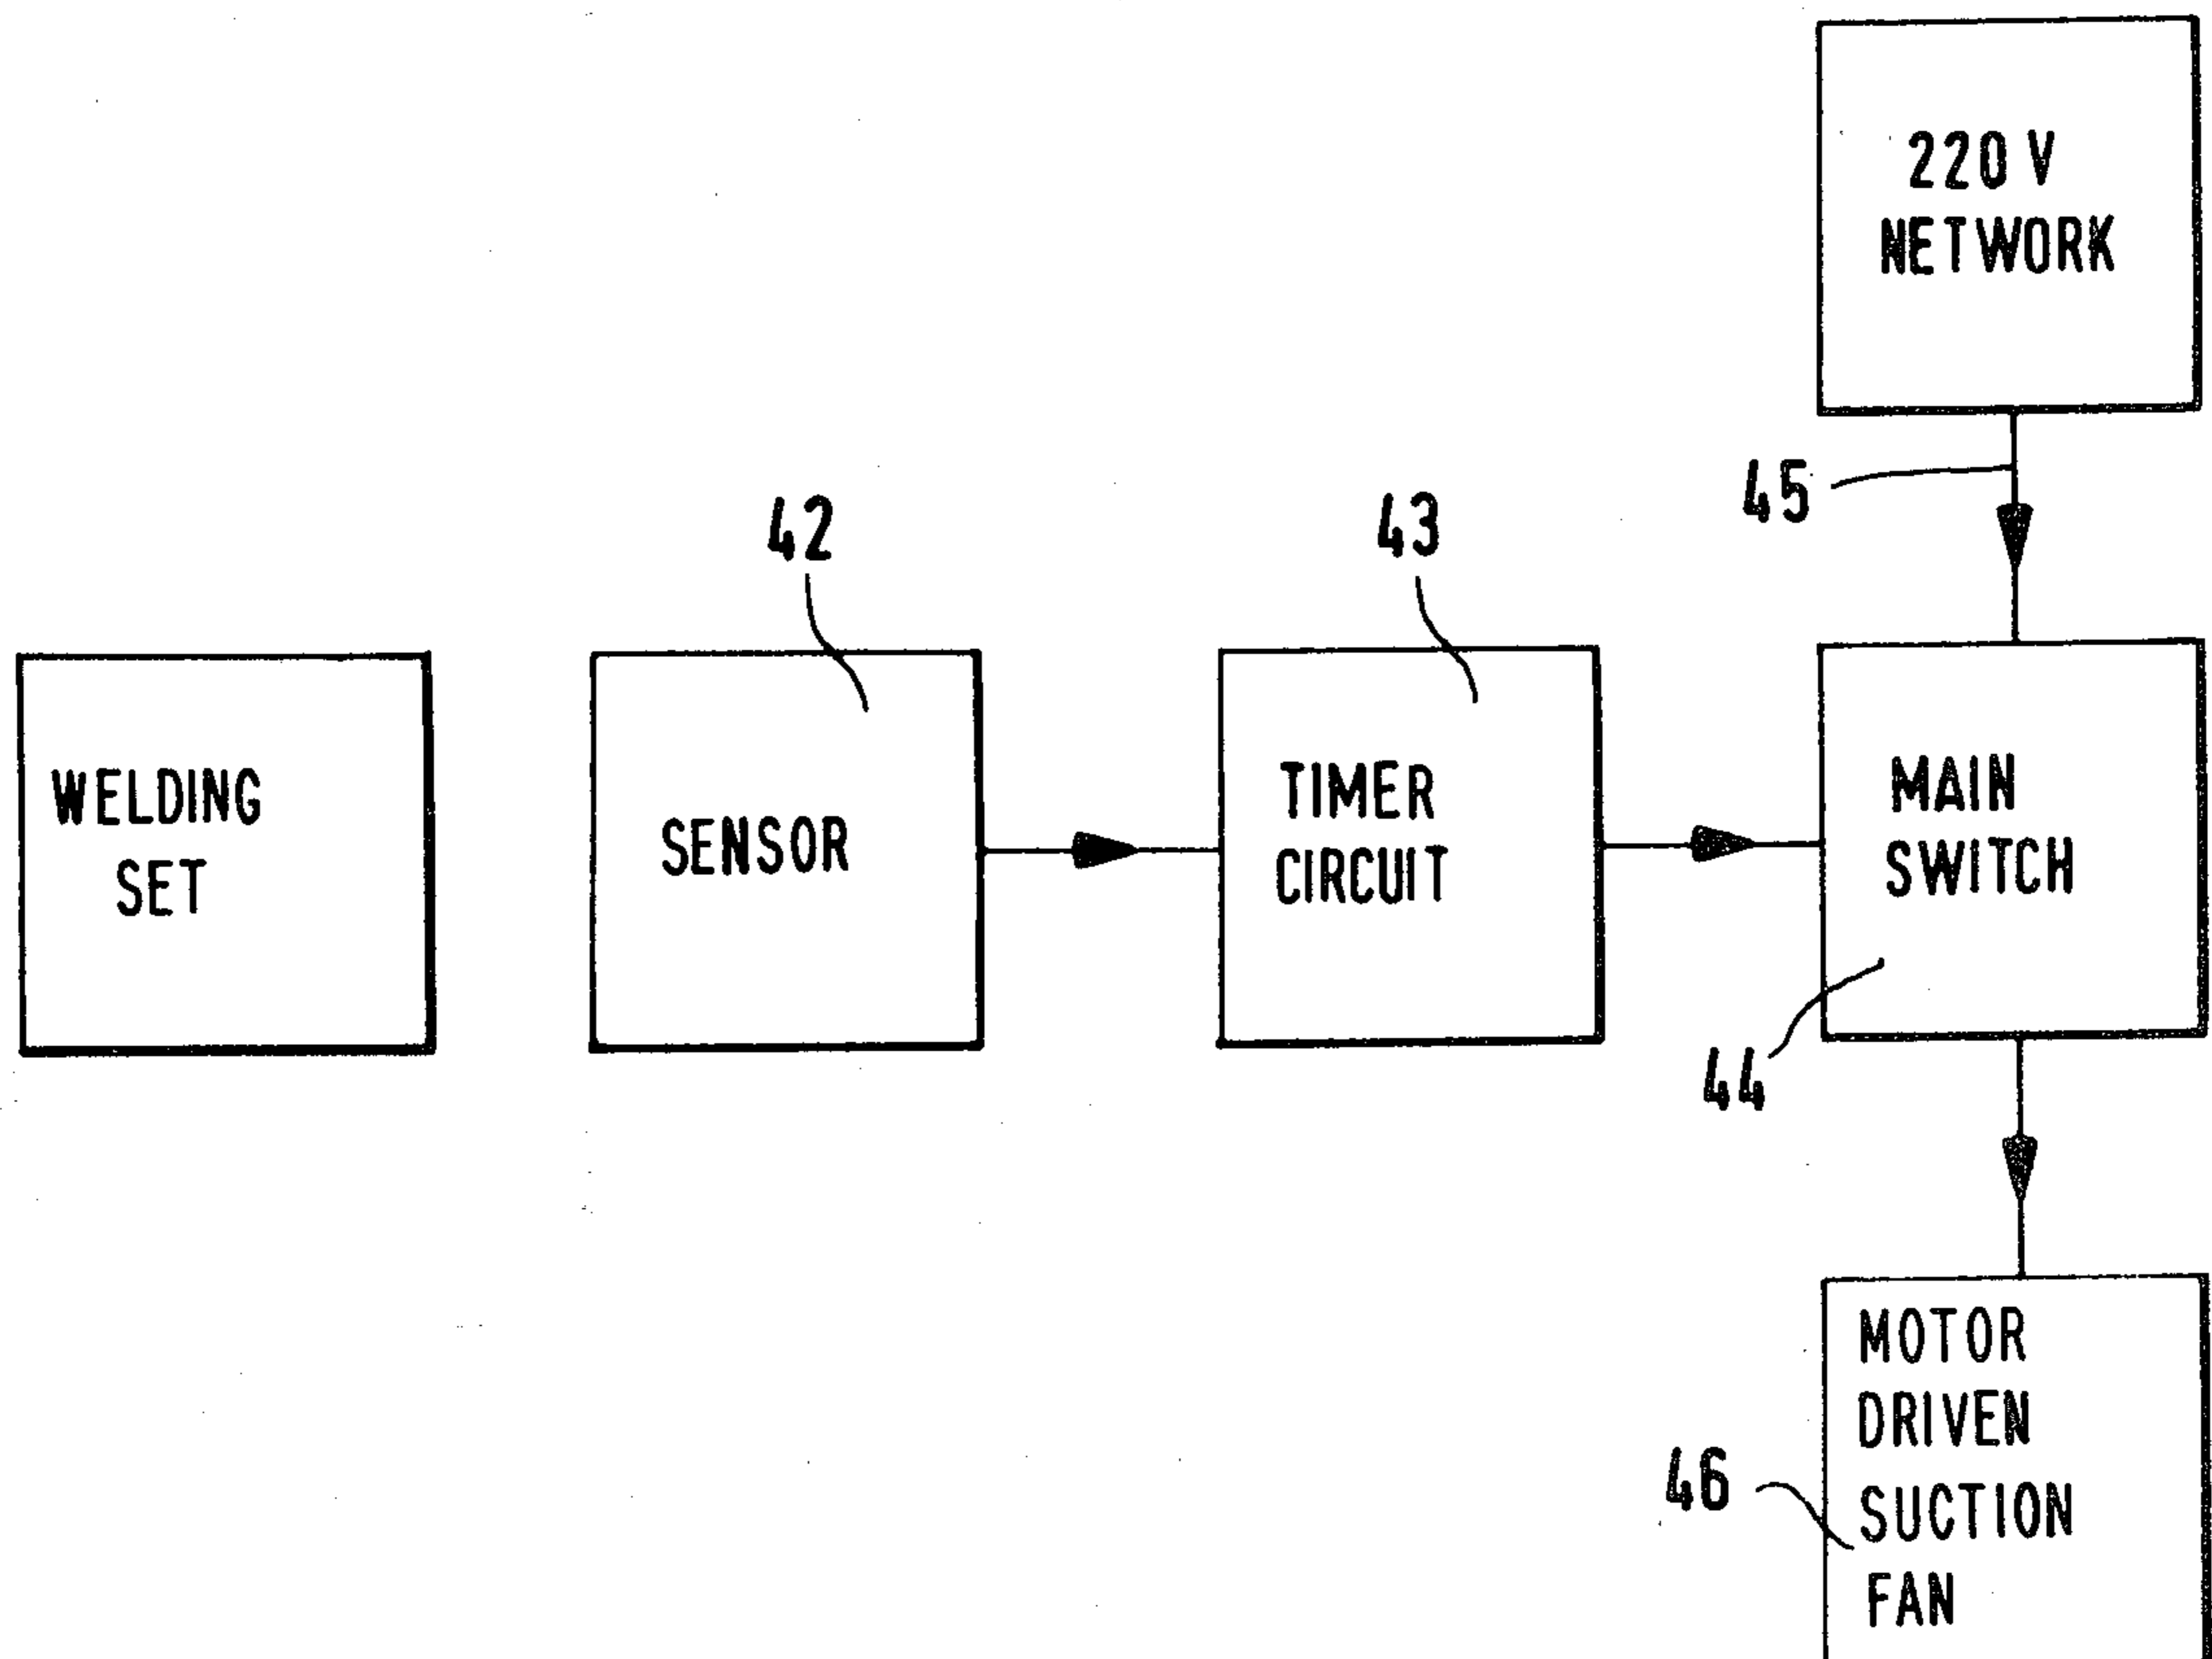 220 V
NETWORK
45
42
43
WELDING
SET
SENSOR
TIMER
CIRCUIT
MAIN
SWITCH
44
MOTOR
DRIVEN
SUCTION
FAN
46